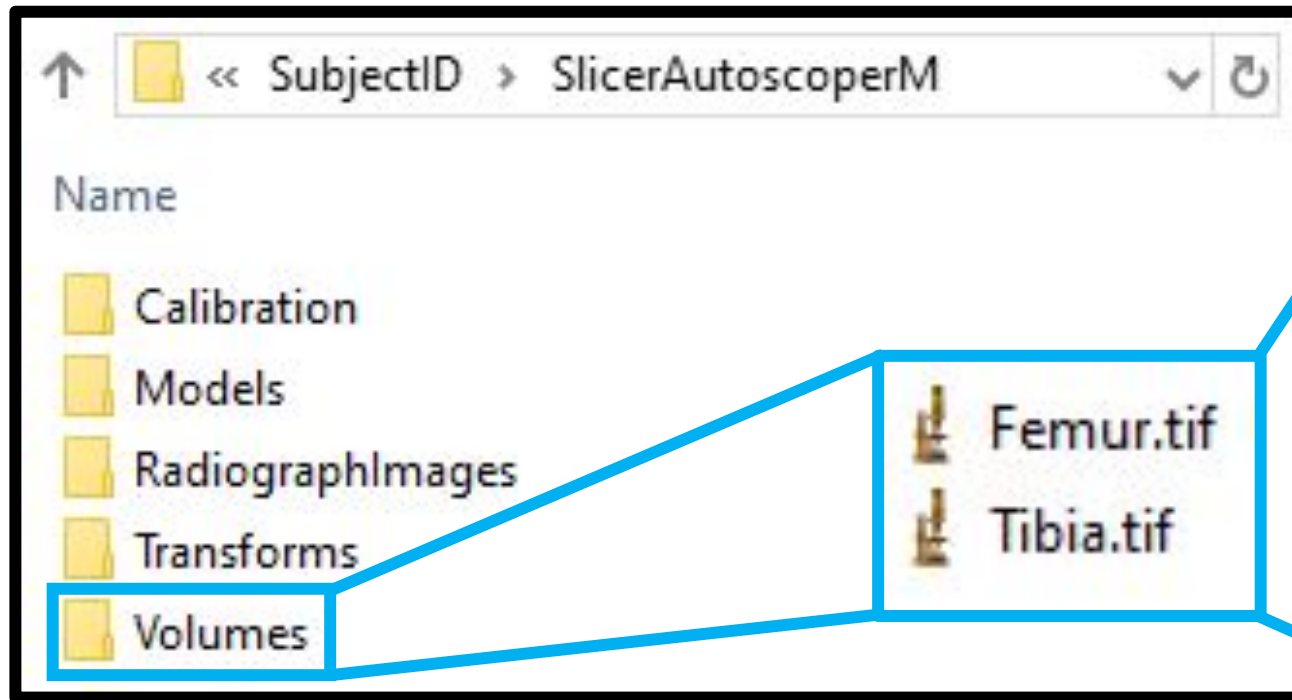 « SubjectID > SlicerAutoscoperM
Name
Calibration
Models
RadiographImages
Transforms
Volumes
Femur.tif
Tibia.tif